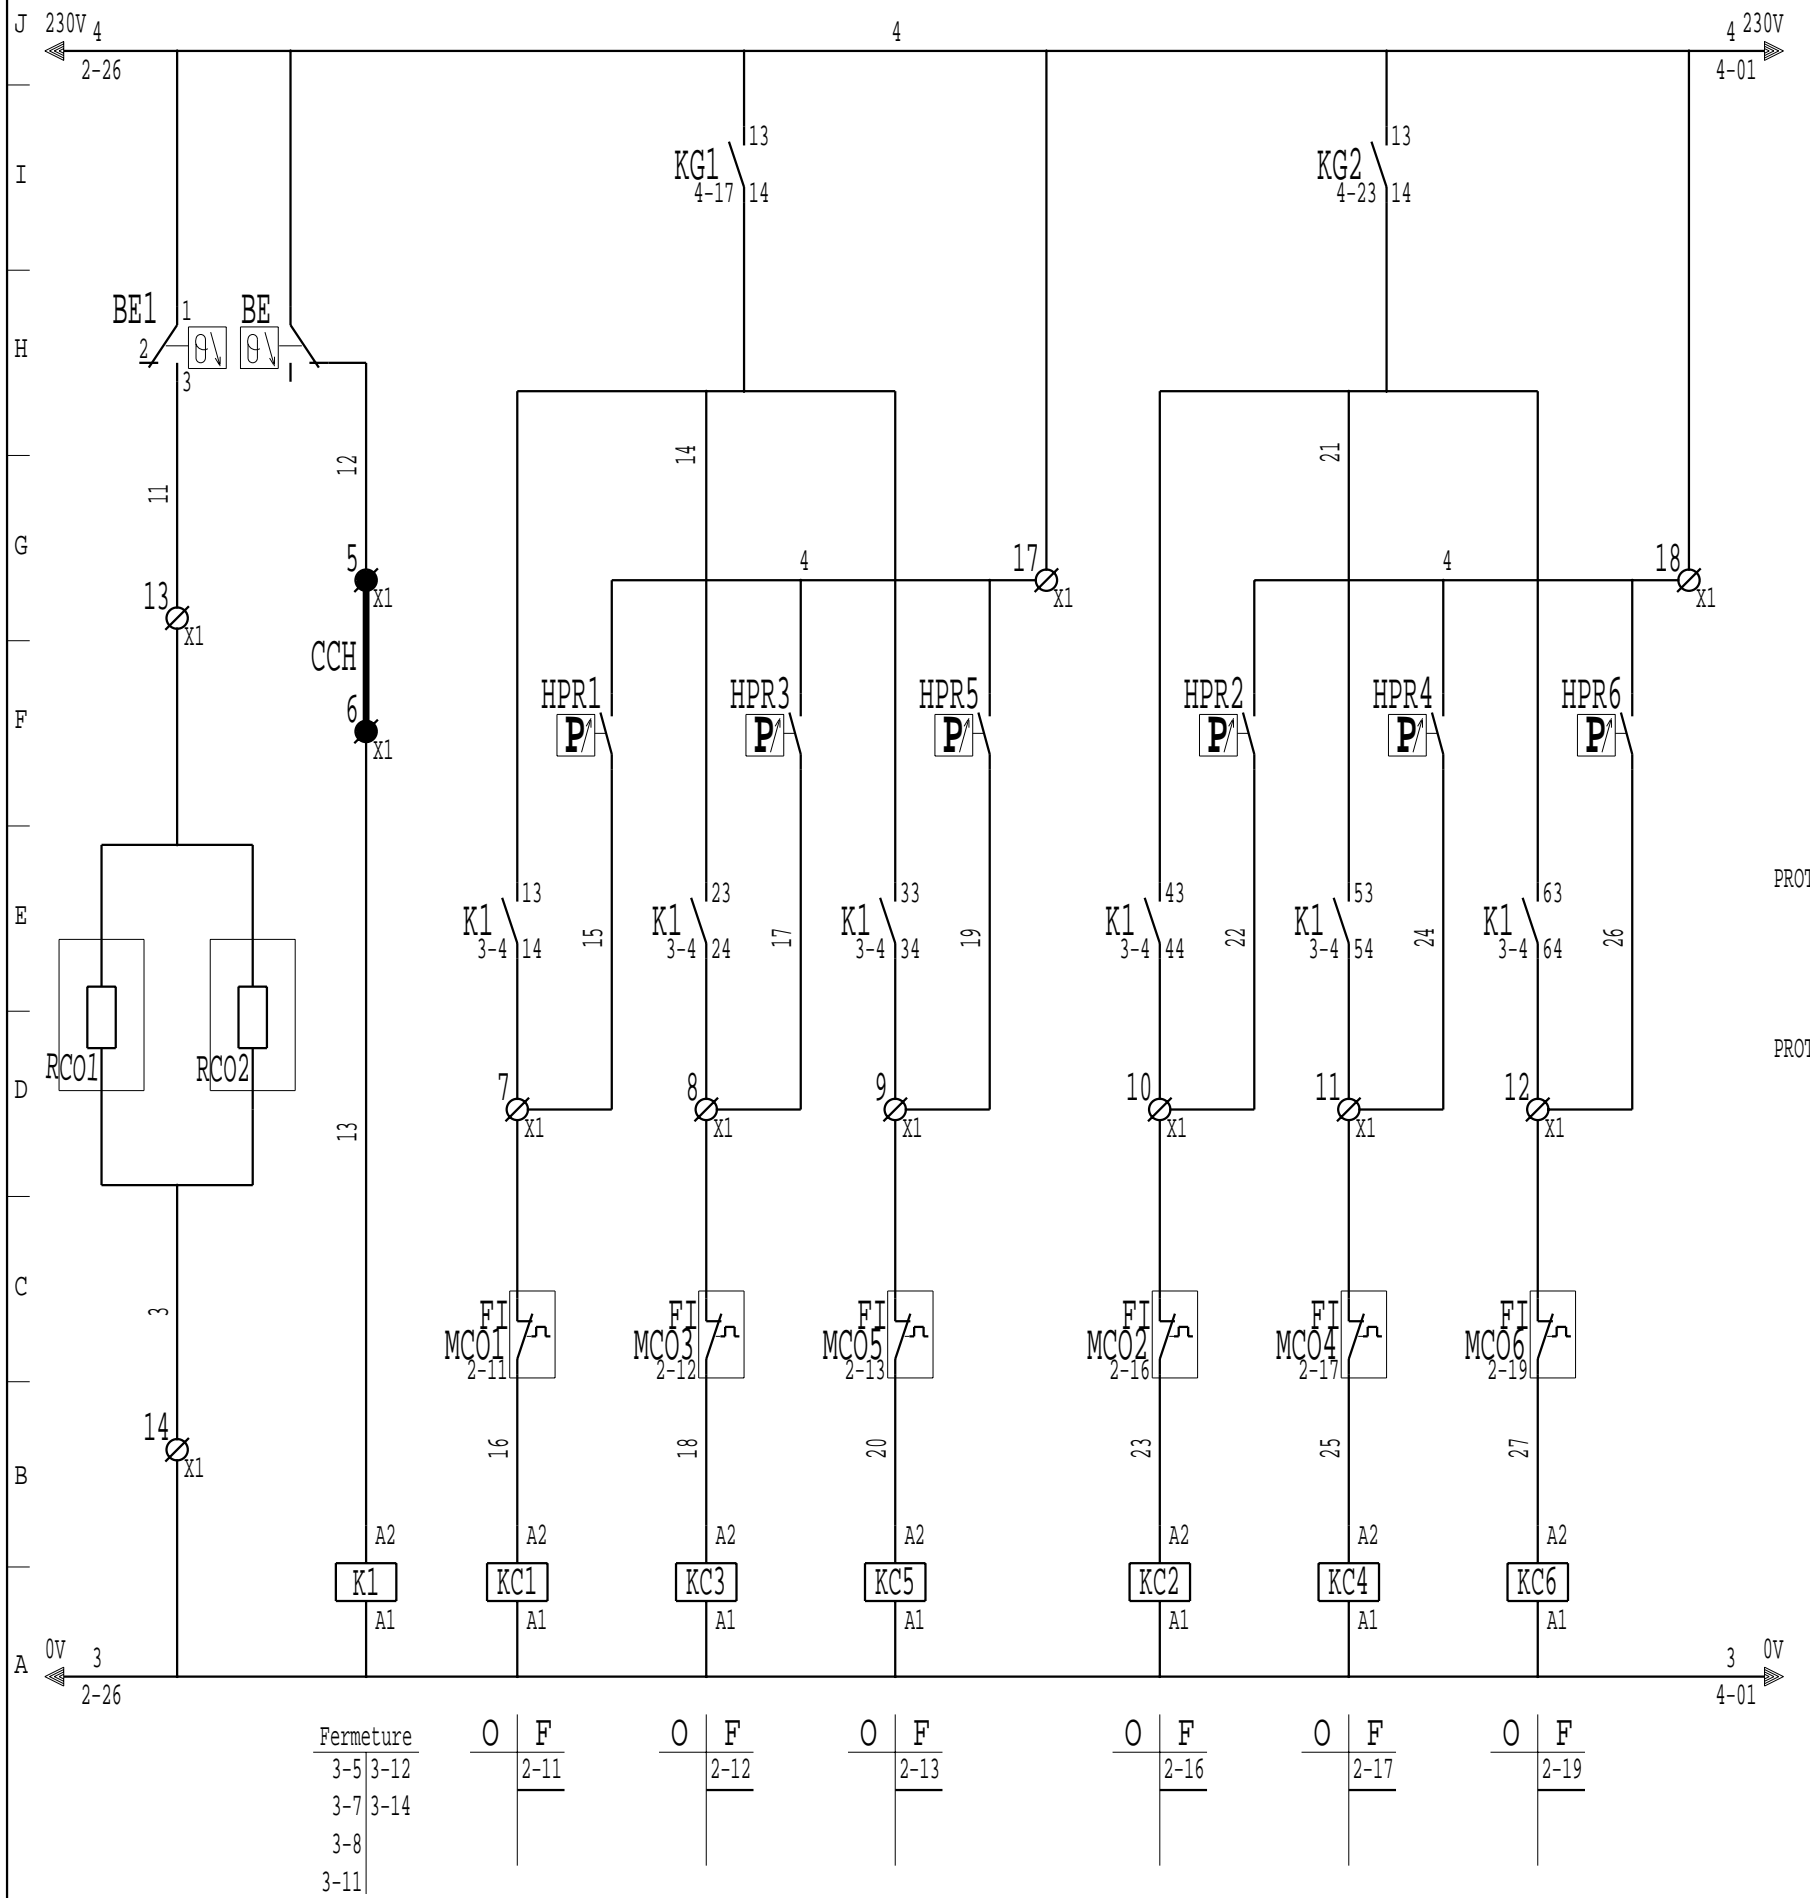 J 230V 4 4 4 230V
2-26 4-01
13 13
I KG1 KG2
4-17 14 4-23 14
BE1 1 BE
H 2 θ θ
3
14 21
12
11
G 5 4 17 4 18
X1 X1 X1
13
X1
CCH
HPR1 HPR3 HPR5 HPR2 HPR4 HPR6
F 6 P P P P P P
X1
PROT
13 23 33 43 53 63
E K1 K1 K1 K1 K1 K1
15 17 19 22 24 26
3-4 14 3-4 24 3-4 34 3-4 44 3-4 54 3-4 64
PROT
RCO1 RCO2
D 7 8 9 10 11 12
X1 X1 X1 X1 X1 X1
13
C
3 FI FI FI FI FI FI
MCO1 MCO3 MCO5 MCO2 MCO4 MCO6
2-11 2-12 2-13 2-16 2-17 2-19
14
X1
16 18 20 23 25 27
B
A2 A2 A2 A2 A2 A2 A2
K1 KC1 KC3 KC5 KC2 KC4 KC6
A1 A1 A1 A1 A1 A1 A1
0V 3 3 0V
A
2-26 4-01
Fermeture O F O F O F O F O F O F
3-5 3-12 2-11 2-12 2-13 2-16 2-17 2-19
3-7 3-14
3-8
3-11